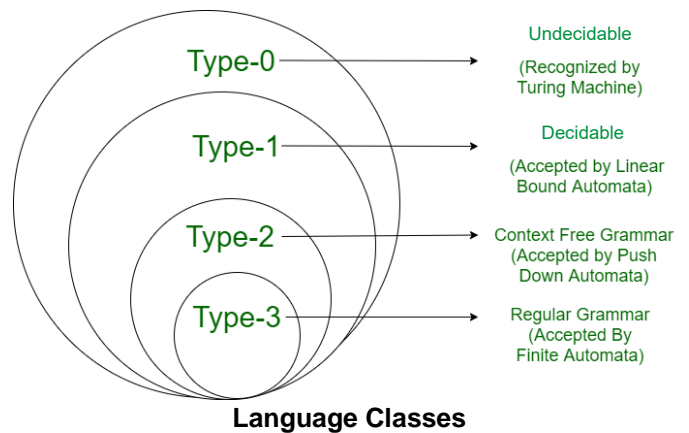 Type-0
Undecidable
(Recognized by
Turing Machine)
Type-1
Decidable
(Accepted by Linear
Bound Automata)
Type-2
Context Free Grammar
(Accepted by Push
Down Automata)
Type-3
Regular Grammar
(Accepted By
Finite Automata)
Language Classes